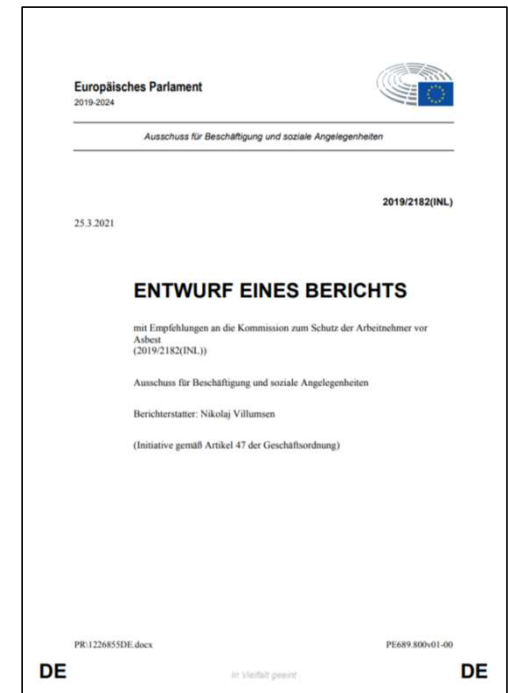 Europäisches Parlament
2019-2024
Ausschuss für Beschäftigung und soziale Angelegenheiten
2019/2182(INL)
25.3.2021
ENTWURF EINES BERICHTS
mit Empfehlungen an die Kommission zum Schutz der Arbeitnehmer vor
Asbest
(2019/2182(INL))
Ausschuss für Beschäftigung und soziale Angelegenheiten
Berichterstatter: Nikolaj Villumsen
(Initiative gemäß Artikel 47 der Geschäftsordnung)
PR\1226855DE.docx PE689.800v01-00
DE In Vielfalt geeint DE